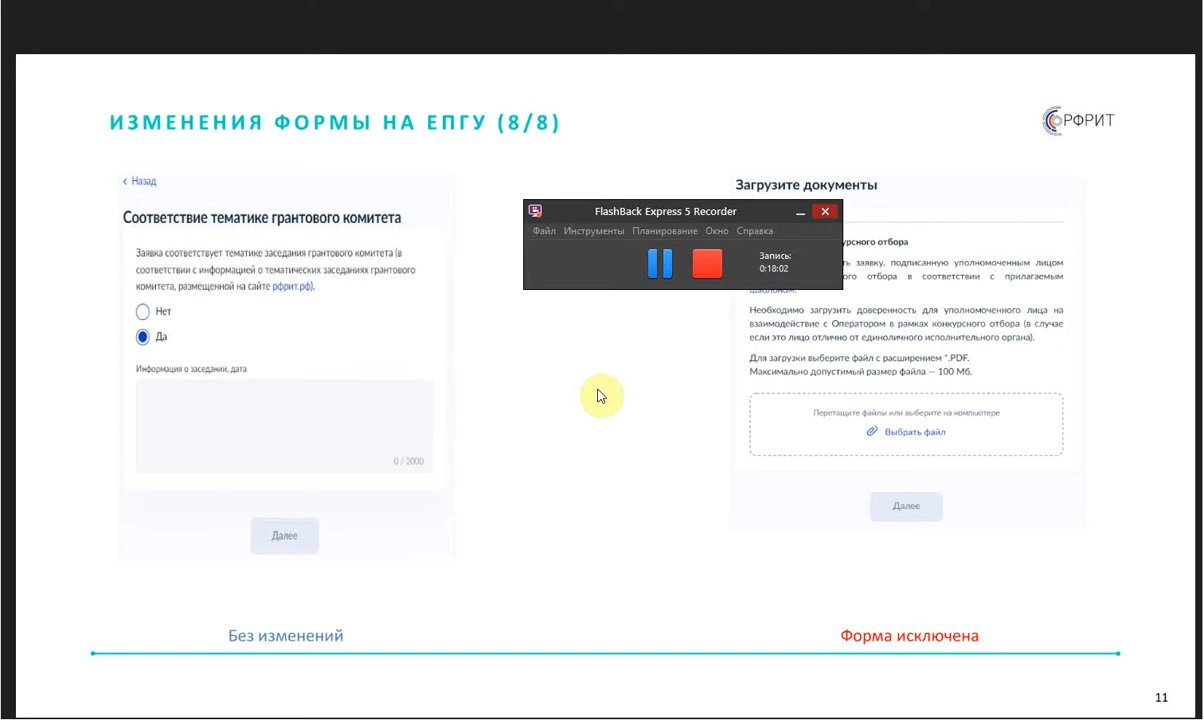 ИЗМЕНЕНИЯ ФОРМЫ НА ЕПГУ (8/8)
РФРИТ
Назад
Соответствие тематике грантового комитета
Заявка соответствует тематике заседания грантового комитета (в
соответствии с информацией о тематических заседаниях грантового
комитета, размещенной на сайте рфрит.рф).
Нет
Да
Информация о заседании, дата
0 / 2000
Далее
FlashBack Express 5 Recorder
Файл Инструменты Планирование Окно Справка
Запись:
0:18:02
Загрузите документы
отбора
заявку, подписанную уполномоченным лицом
отбора в соответствии с прилагаемым
шаблоном.
Необходимо загрузить доверенность для уполномоченного лица на
взаимодействие с Оператором в рамках конкурсного отбора (в случае
если это лицо отлично от единоличного исполнительного органа).
Для загрузки выберите файл с расширением *.PDF.
Максимально допустимый размер файла — 100 Мб.
Перетащите файлы или выберите на компьютере
Выбрать файл
Далее
Без изменений
Форма исключена
11